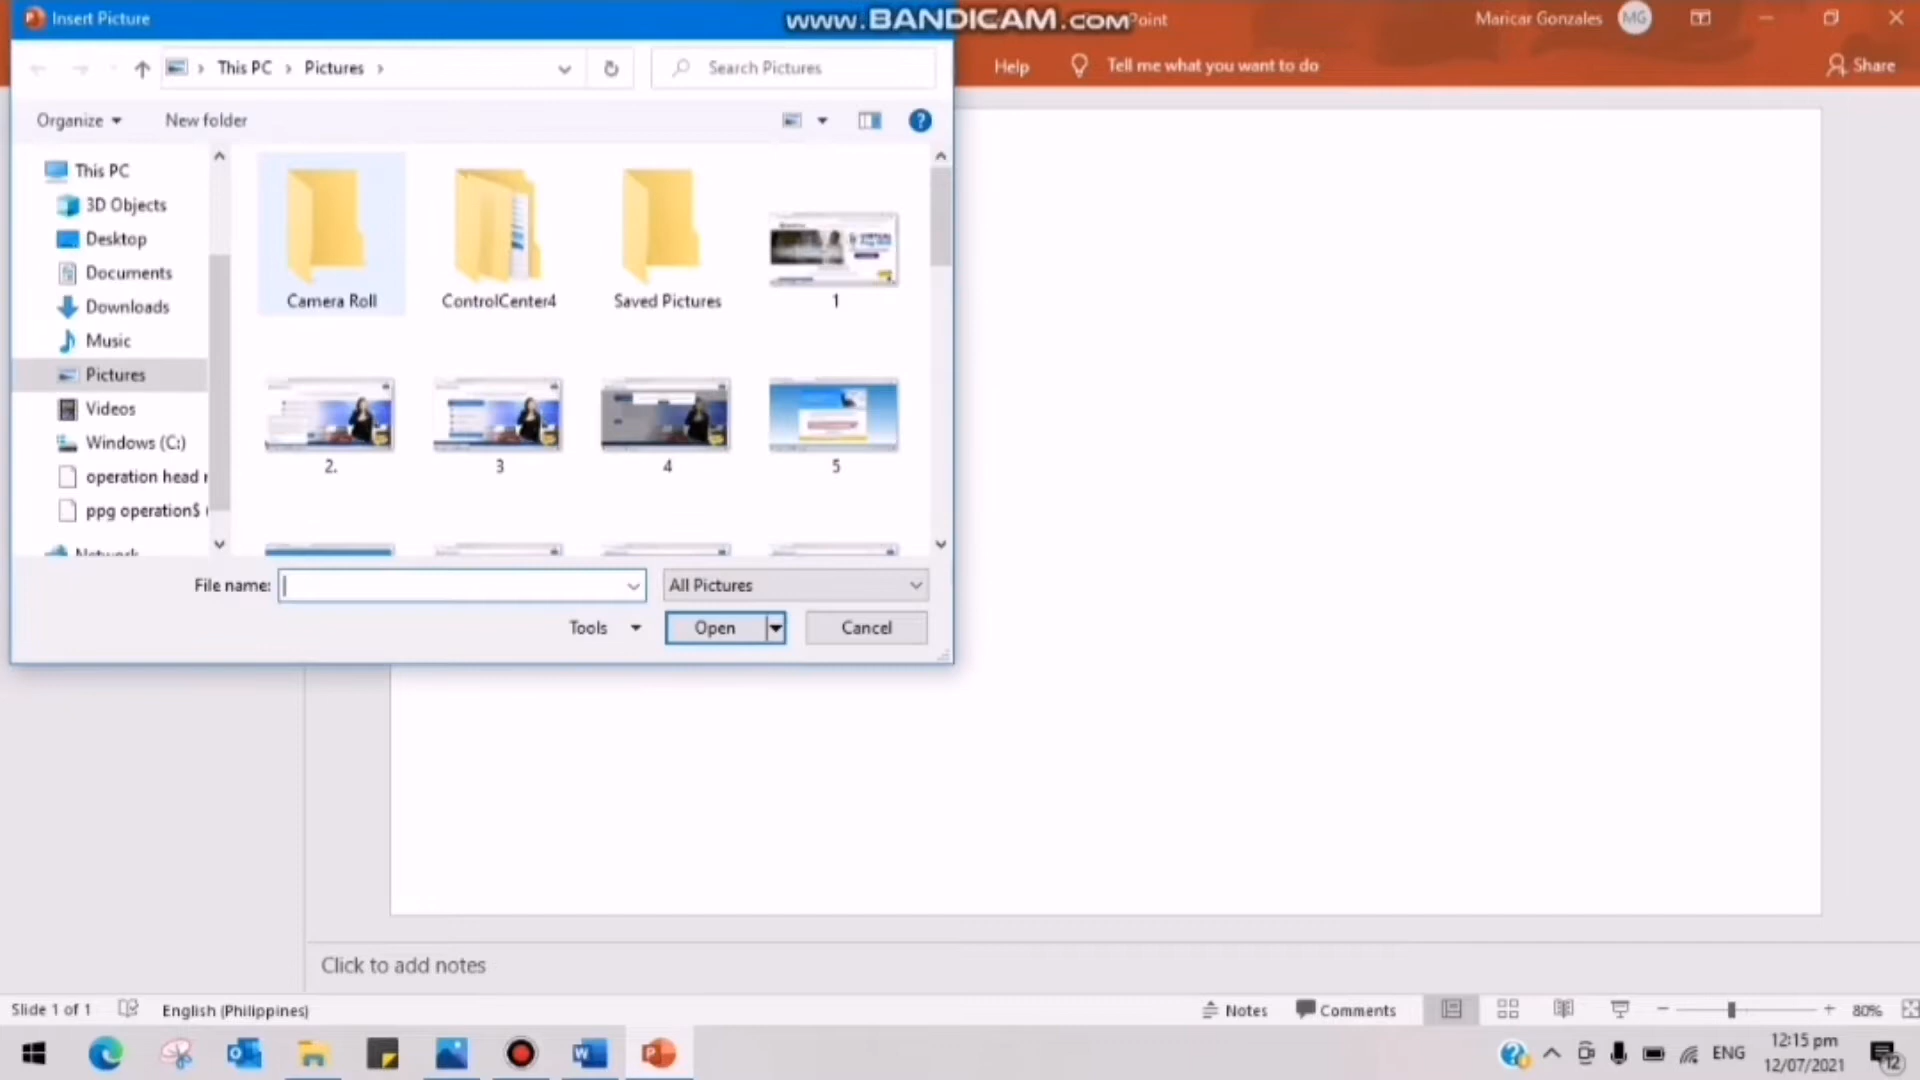 Insert Picture
www.BANDICAM.com
Point
Maricar Gonzales
MG
This PC
Pictures
Search Pictures
Help
Tell me what you want to do
Share
Organize
New folder
This PC
3D Objects
Desktop
Documents
Downloads
Music
Pictures
Videos
Windows (C:)
operation head
ppg operation$
Network
Camera Roll
ControlCenter4
Saved Pictures
1
2.
3
4
5
File name:
All Pictures
Tools
Open
Cancel
Click to add notes
Slide 1 of 1
English (Philippines)
Notes
Comments
80%
ENG
12:15 pm
12/07/2021
12